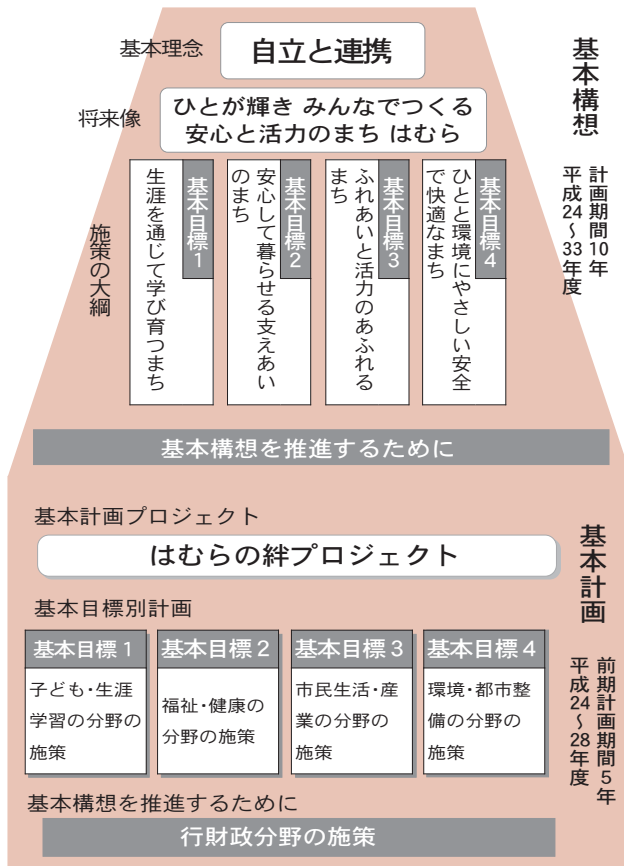 基本理念
自立と連携
将来像
ひとが輝き みんなでつくる
安心と活力のまち はむら
基本構想
計画期間10年
平成24〜33年度
施策の大綱
基本目標1
生涯を通じて学び育つまち
基本目標2
安心して暮らせる支えあい
のまち
基本目標3
ふれあいと活力のあふれる
まち
基本目標4
ひとと環境にやさしい安全
で快適なまち
基本構想を推進するために
基本計画プロジェクト
はむらの絆プロジェクト
基本計画
前期計画期間5年
平成24〜28年度
基本目標別計画
基本目標1
子ども・生涯
学習の分野の
施策
基本目標2
福祉・健康の
分野の施策
基本目標3
市民生活・産
業の分野の
施策
基本目標4
環境・都市整
備の分野の
施策
基本構想を推進するために
行財政分野の施策